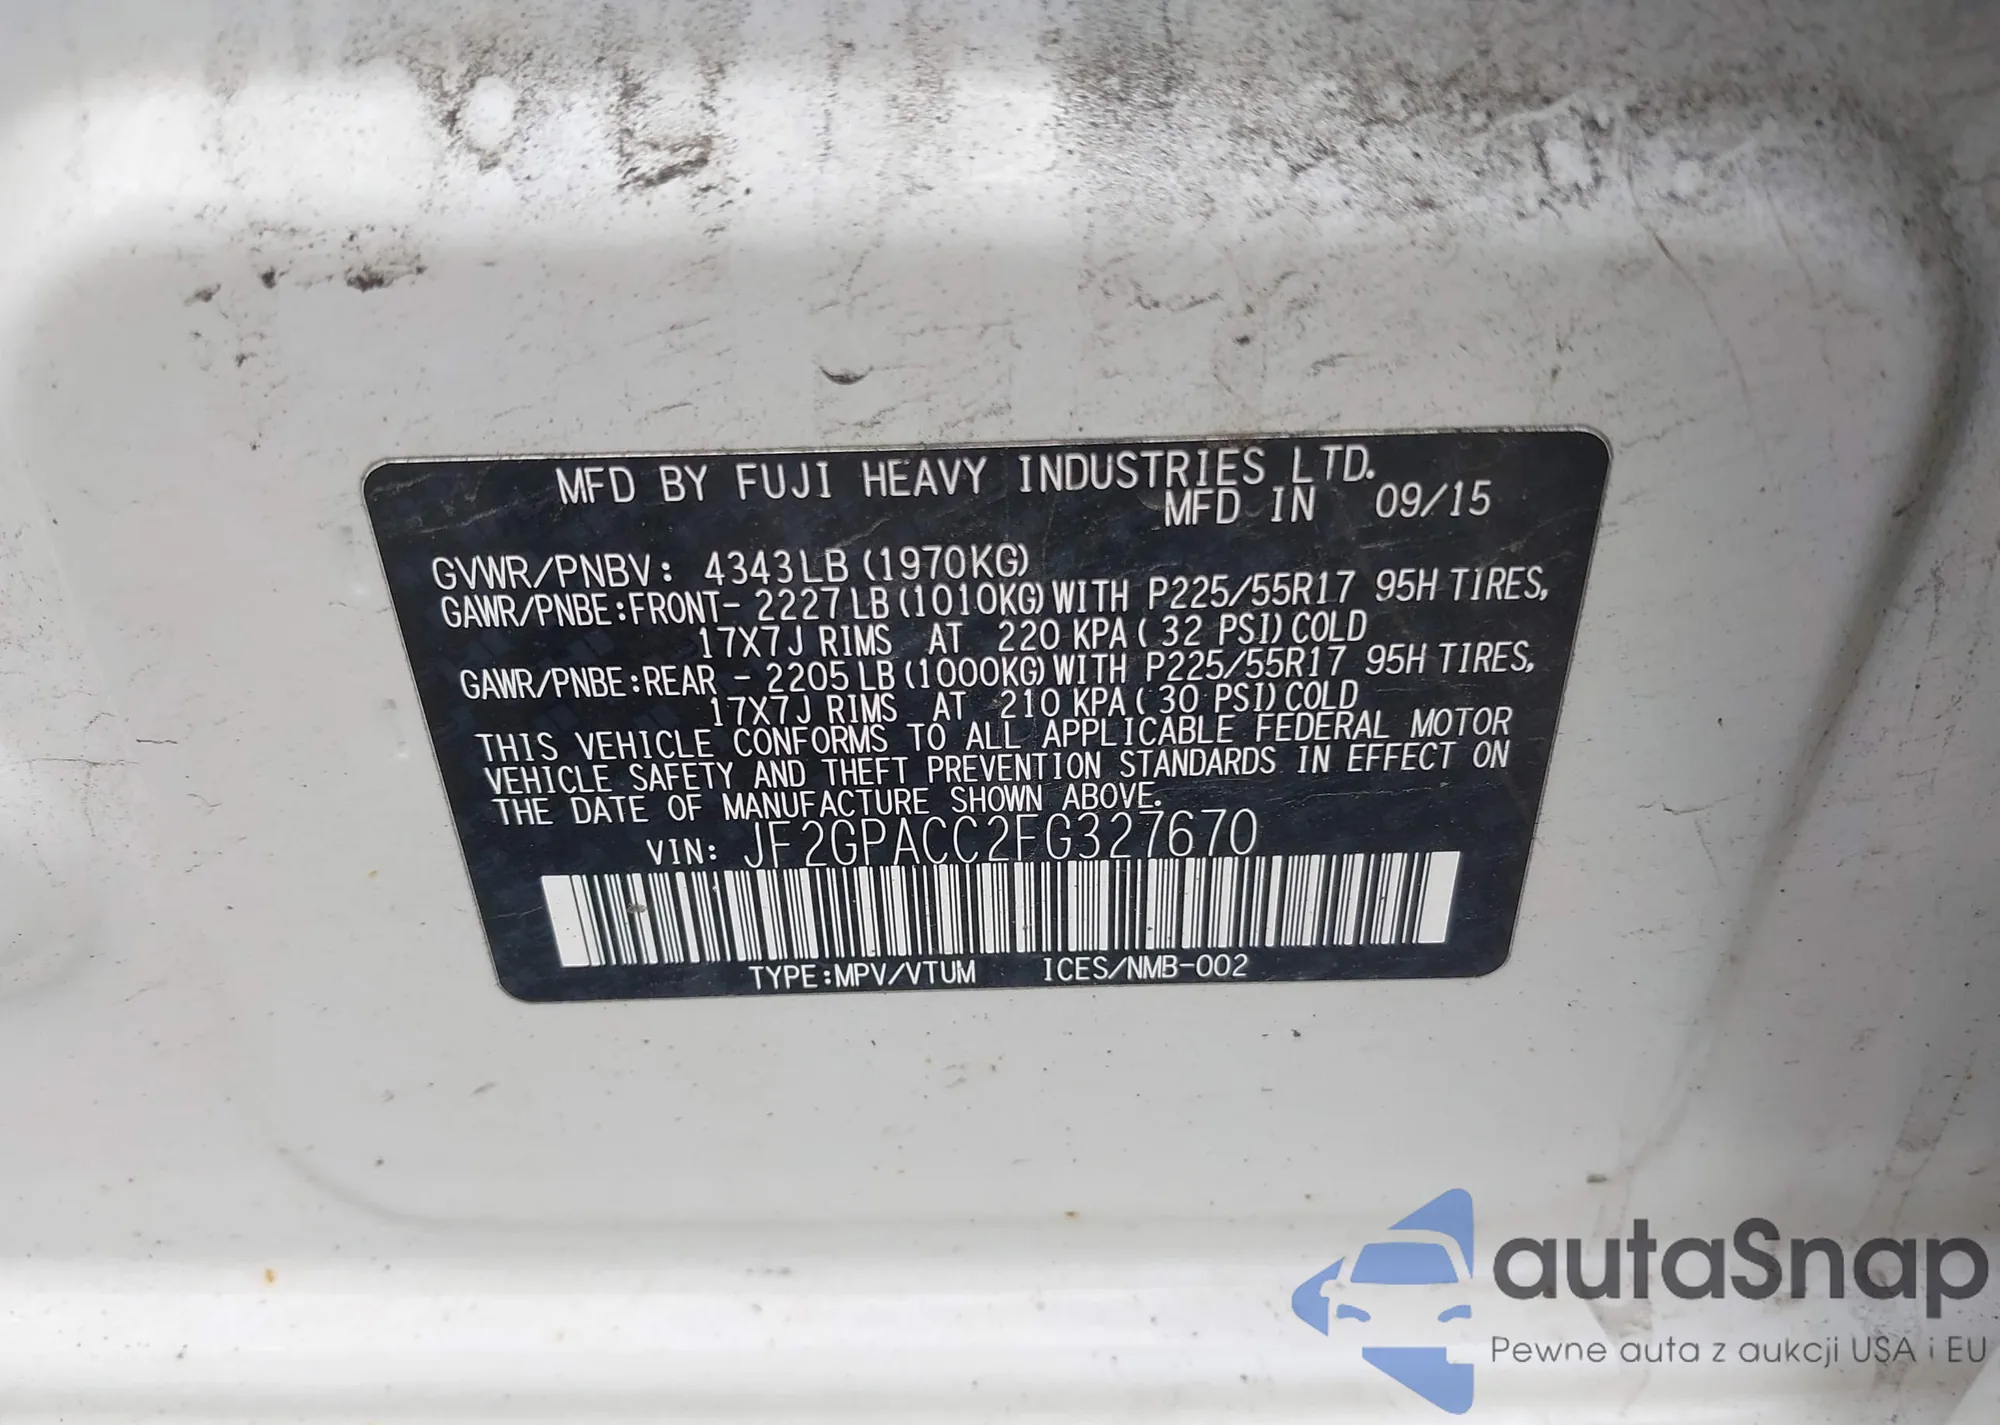 MFD BY FUJI HEAVY INDUSTRIES LTD.
MFD IN 09/15
GVWR/PNBV: 4343LB (1970KG)
GAWR/PNBE:FRONT- 2227LB(1010KG)WITH P225/55R17 95H TIRES,
17X7J RIMS AT 220 KPA( 32 PSI)COLD
GAWR/PNBE:REAR - 2205LB(1000KG)WITH P225/55R17 95H TIRES,
17X7J RIMS AT 210 KPA( 30 PSI)COLD
THIS VEHICLE CONFORMS TO ALL APPLICABLE FEDERAL MOTOR
VEHICLE SAFETY AND THEFT PREVENTION STANDARDS IN EFFECT ON
THE DATE OF MANUFACTURE SHOWN ABOVE.
VIN: JF2GPACC2FG327670
TYPE:MPV/VTUM ICES/NMB-002
autaSnap
Pewne auta z aukcji USA i EU